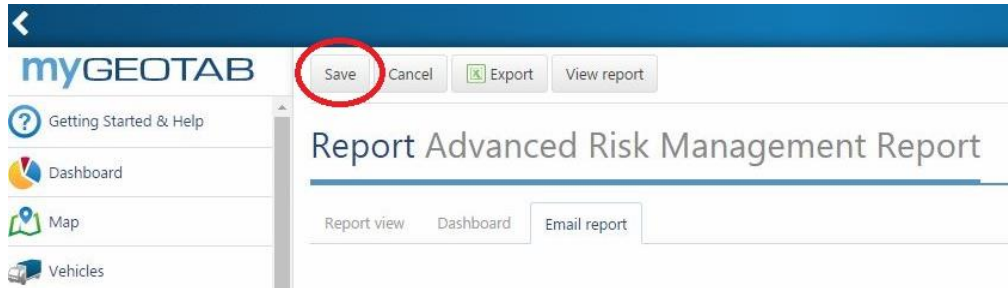 myGEOTAB
Save Cancel Export View report
Getting Started & Help
Report Advanced Risk Management Report
Dashboard
Map
Report view Dashboard Email report
Vehicles